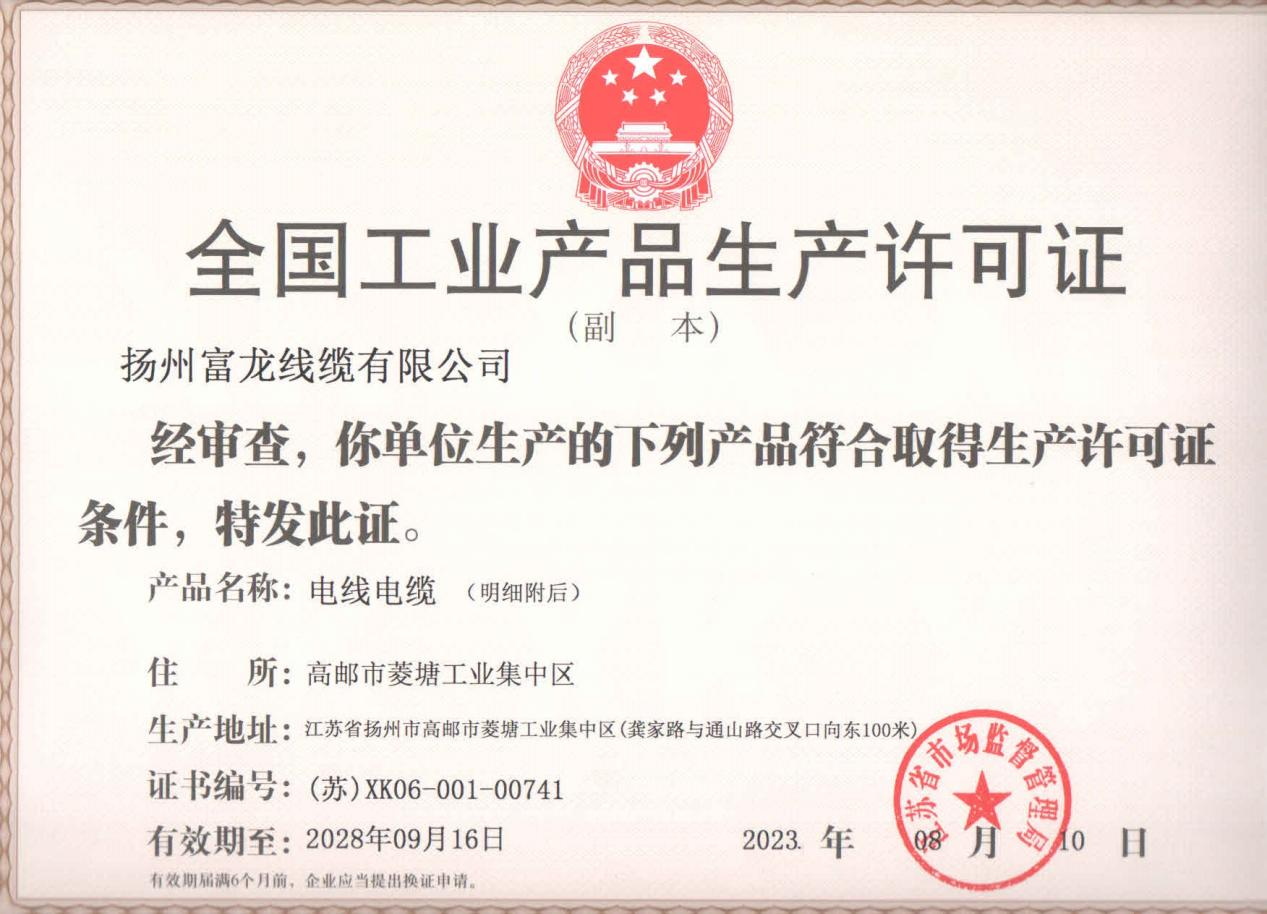 全国工业产品生产许可证
(副 本)
扬州富龙线缆有限公司
经审查，你单位生产的下列产品符合取得生产许可证
条件，特发此证。
产品名称：电线电缆 （明细附后）
住 所：高邮市菱塘工业集中区
生产地址：江苏省扬州市高邮市菱塘工业集中区(龚家路与通山路交叉口向东100米)
证书编号：(苏)XK06-001-00741
有效期至：2028年09月16日
2023. 年 08 月 10 日
江苏省市场监督管理局
有效期届满6个月前，企业应当提出换证申请。